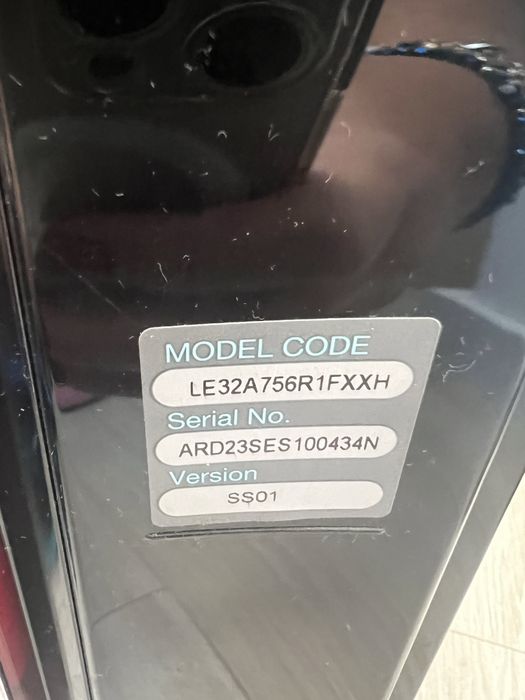 MODEL CODE
LE32A756R1FXXH
Serial No.
ARD23SES100434N
Version
SS01